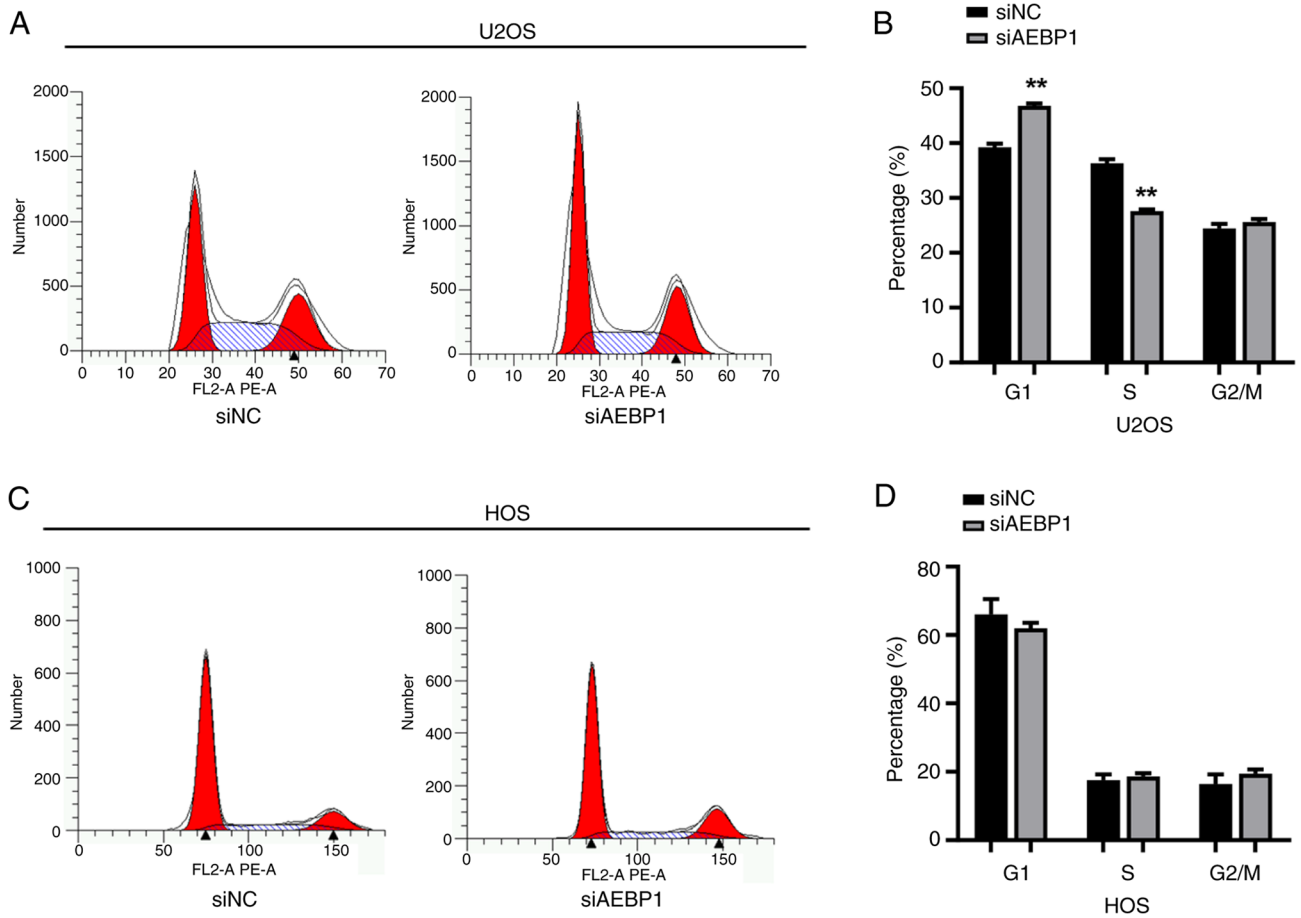 A
U2OS
2000
1500
1000
500
0
Number
0 10 20 30 40 50 60 70
FL2-A PE-A
siNC
2000
1500
1000
500
0
Number
0 10 20 30 40 50 60 70
FL2-A PE-A
siAEBP1
B
siNC
siAEBP1
50
40
30
20
10
0
Percentage (%)
**
**
G1 S G2/M
U2OS
C
HOS
1000
800
600
400
200
0
Number
0 50 100 150
FL2-A PE-A
siNC
1000
800
600
400
200
0
Number
0 50 100 150
FL2-A PE-A
siAEBP1
D
siNC
siAEBP1
80
60
40
20
0
Percentage (%)
G1 S G2/M
HOS